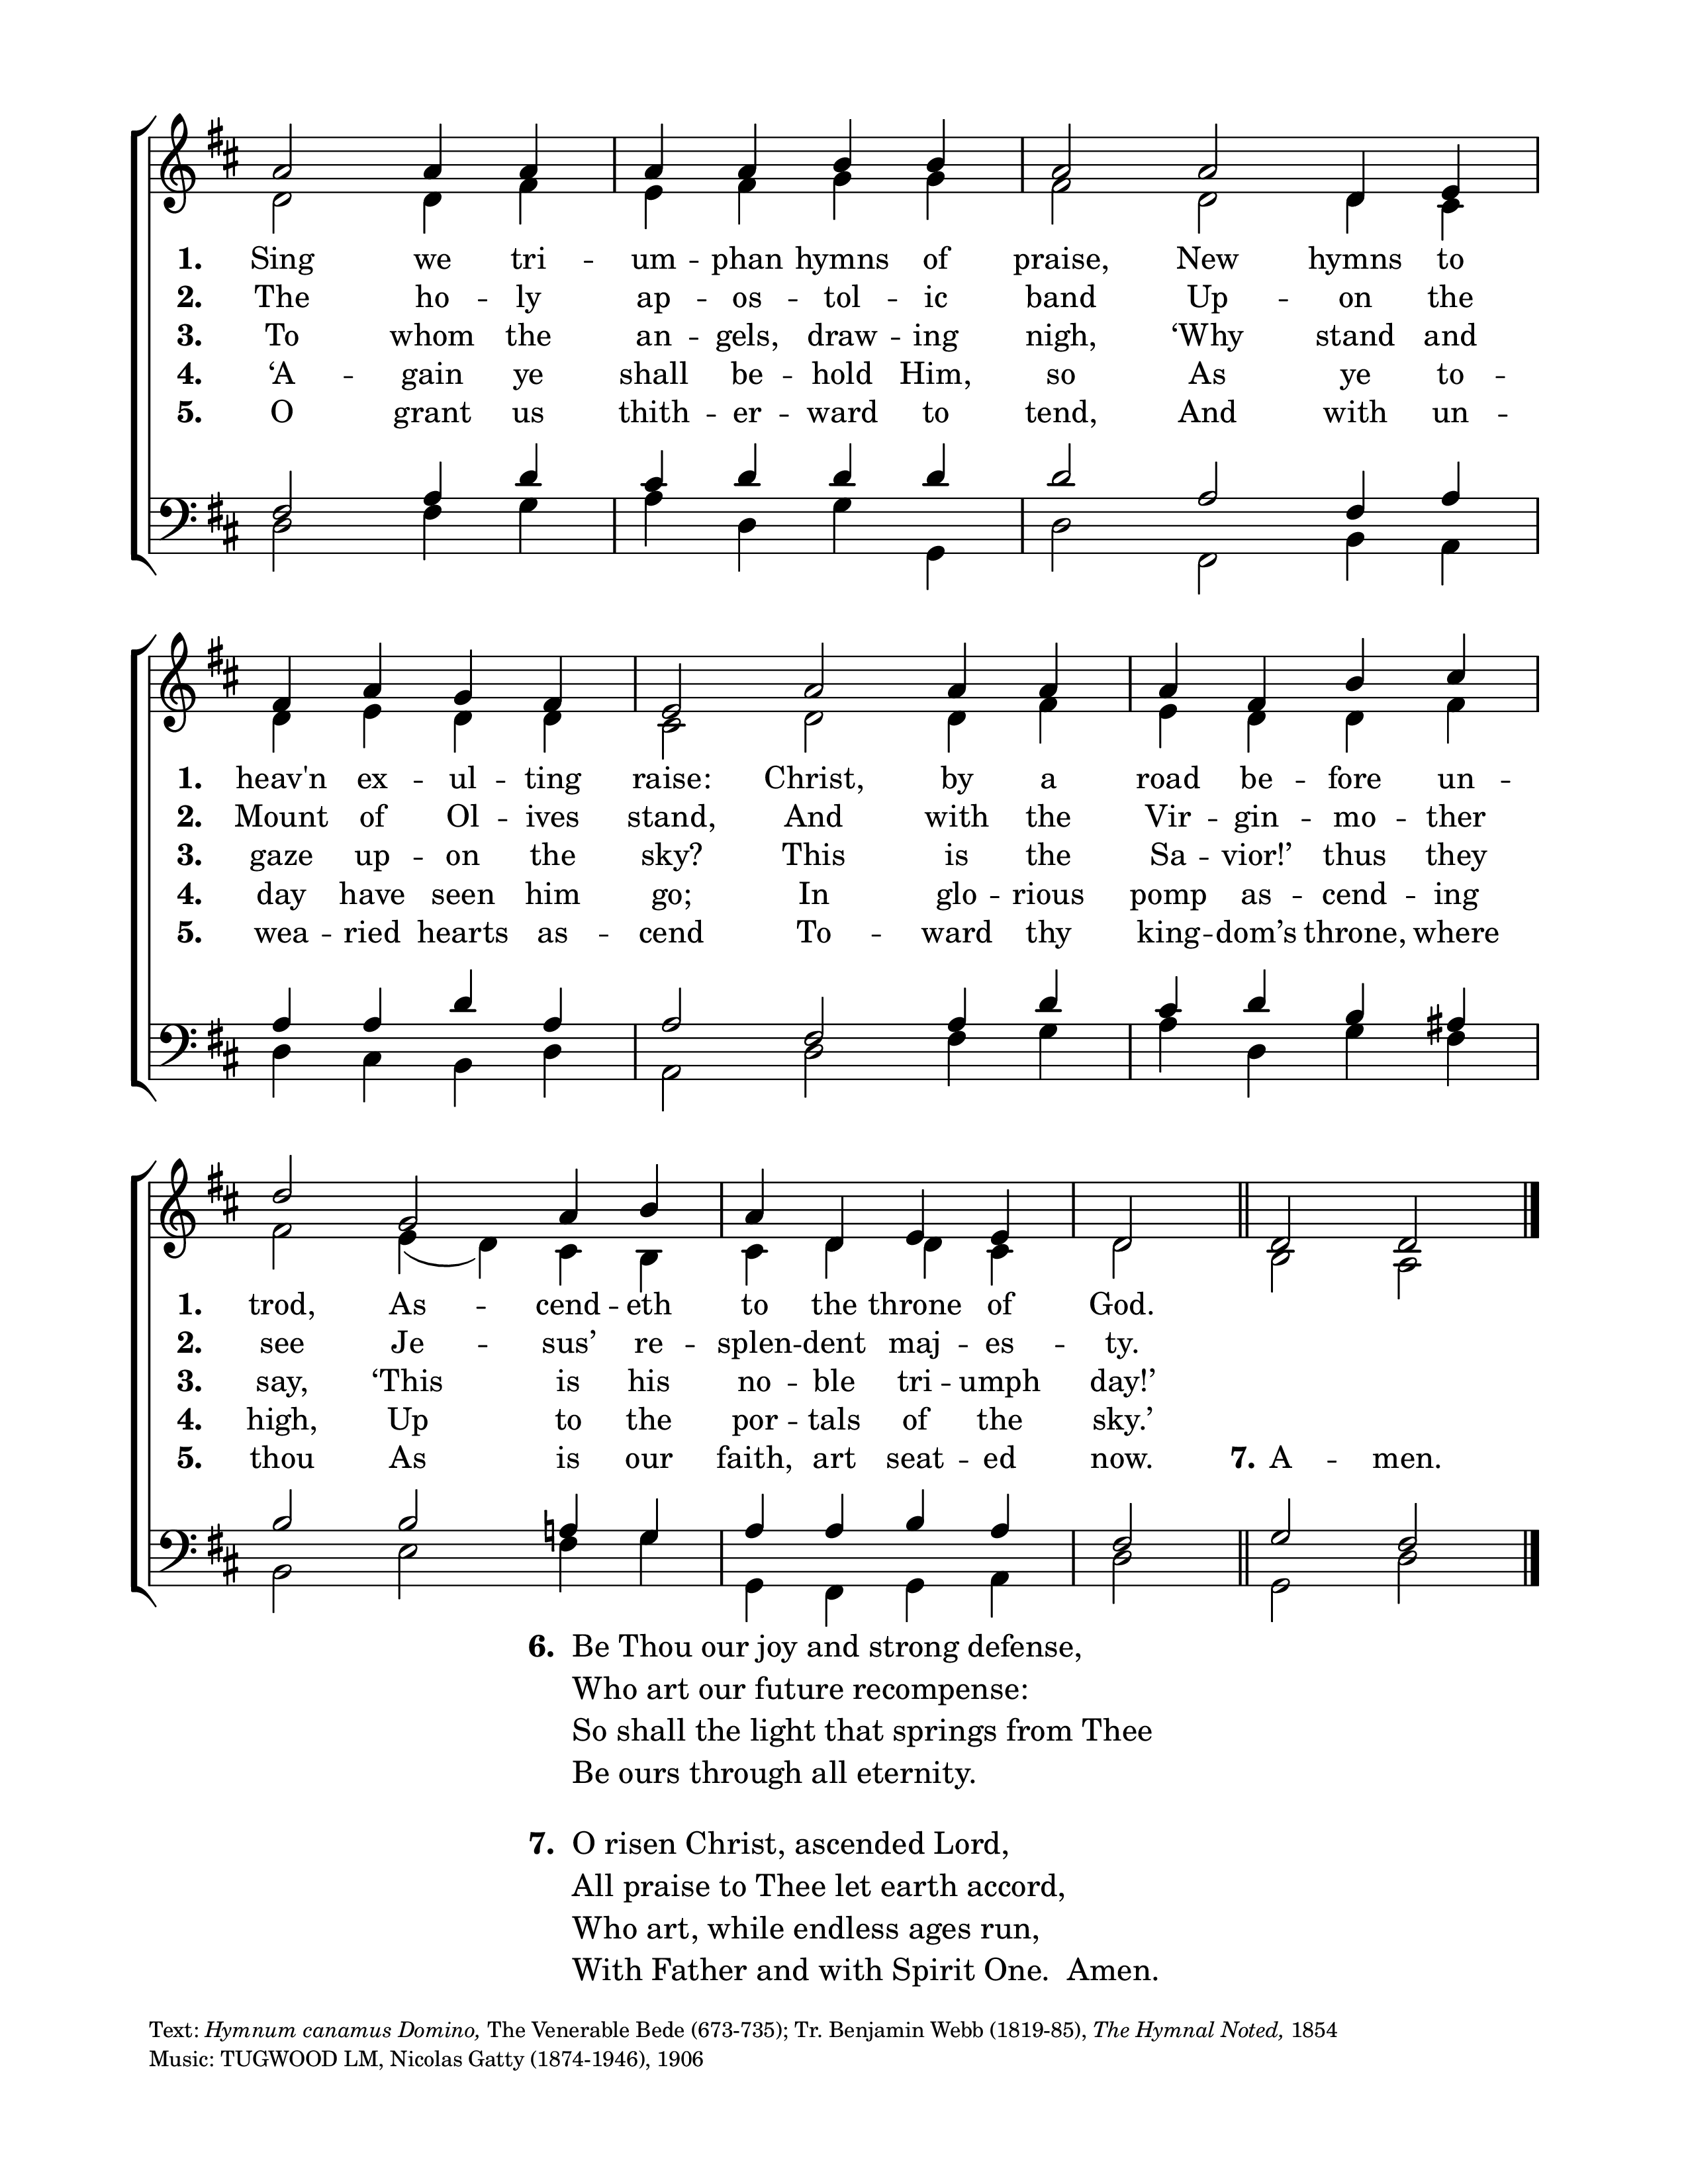 1. Sing we tri - um - phan hymns of praise, New hymns to
2. The ho - ly ap - os - tol - ic band Up - on the
3. To whom the an - gels, draw - ing nigh, ‘Why stand and
4. ‘A - gain ye shall be - hold Him, so As ye to -
5. O grant us thith - er - ward to tend, And with un -
1. heav'n ex - ul - ting raise: Christ, by a road be - fore un -
2. Mount of Ol - ives stand, And with the Vir - gin - mo - ther
3. gaze up - on the sky? This is the Sa - vior!’ thus they
4. day have seen him go; In glo - rious pomp as - cend - ing
5. wea - ried hearts as - cend To - ward thy king - dom’s throne, where
1. trod, As - cend - eth to the throne of God.
2. see Je - sus’ re - splen - dent maj - es - ty.
3. say, ‘This is his no - ble tri - umph day!’
4. high, Up to the por - tals of the sky.’
5. thou As is our faith, art seat - ed now. 7. A - men.
6. Be Thou our joy and strong defense,
Who art our future recompense:
So shall the light that springs from Thee
Be ours through all eternity.
7. O risen Christ, ascended Lord,
All praise to Thee let earth accord,
Who art, while endless ages run,
With Father and with Spirit One. Amen.
Text: Hymnum canamus Domino, The Venerable Bede (673-735); Tr. Benjamin Webb (1819-85), The Hymnal Noted, 1854
Music: TUGWOOD LM, Nicolas Gatty (1874-1946), 1906